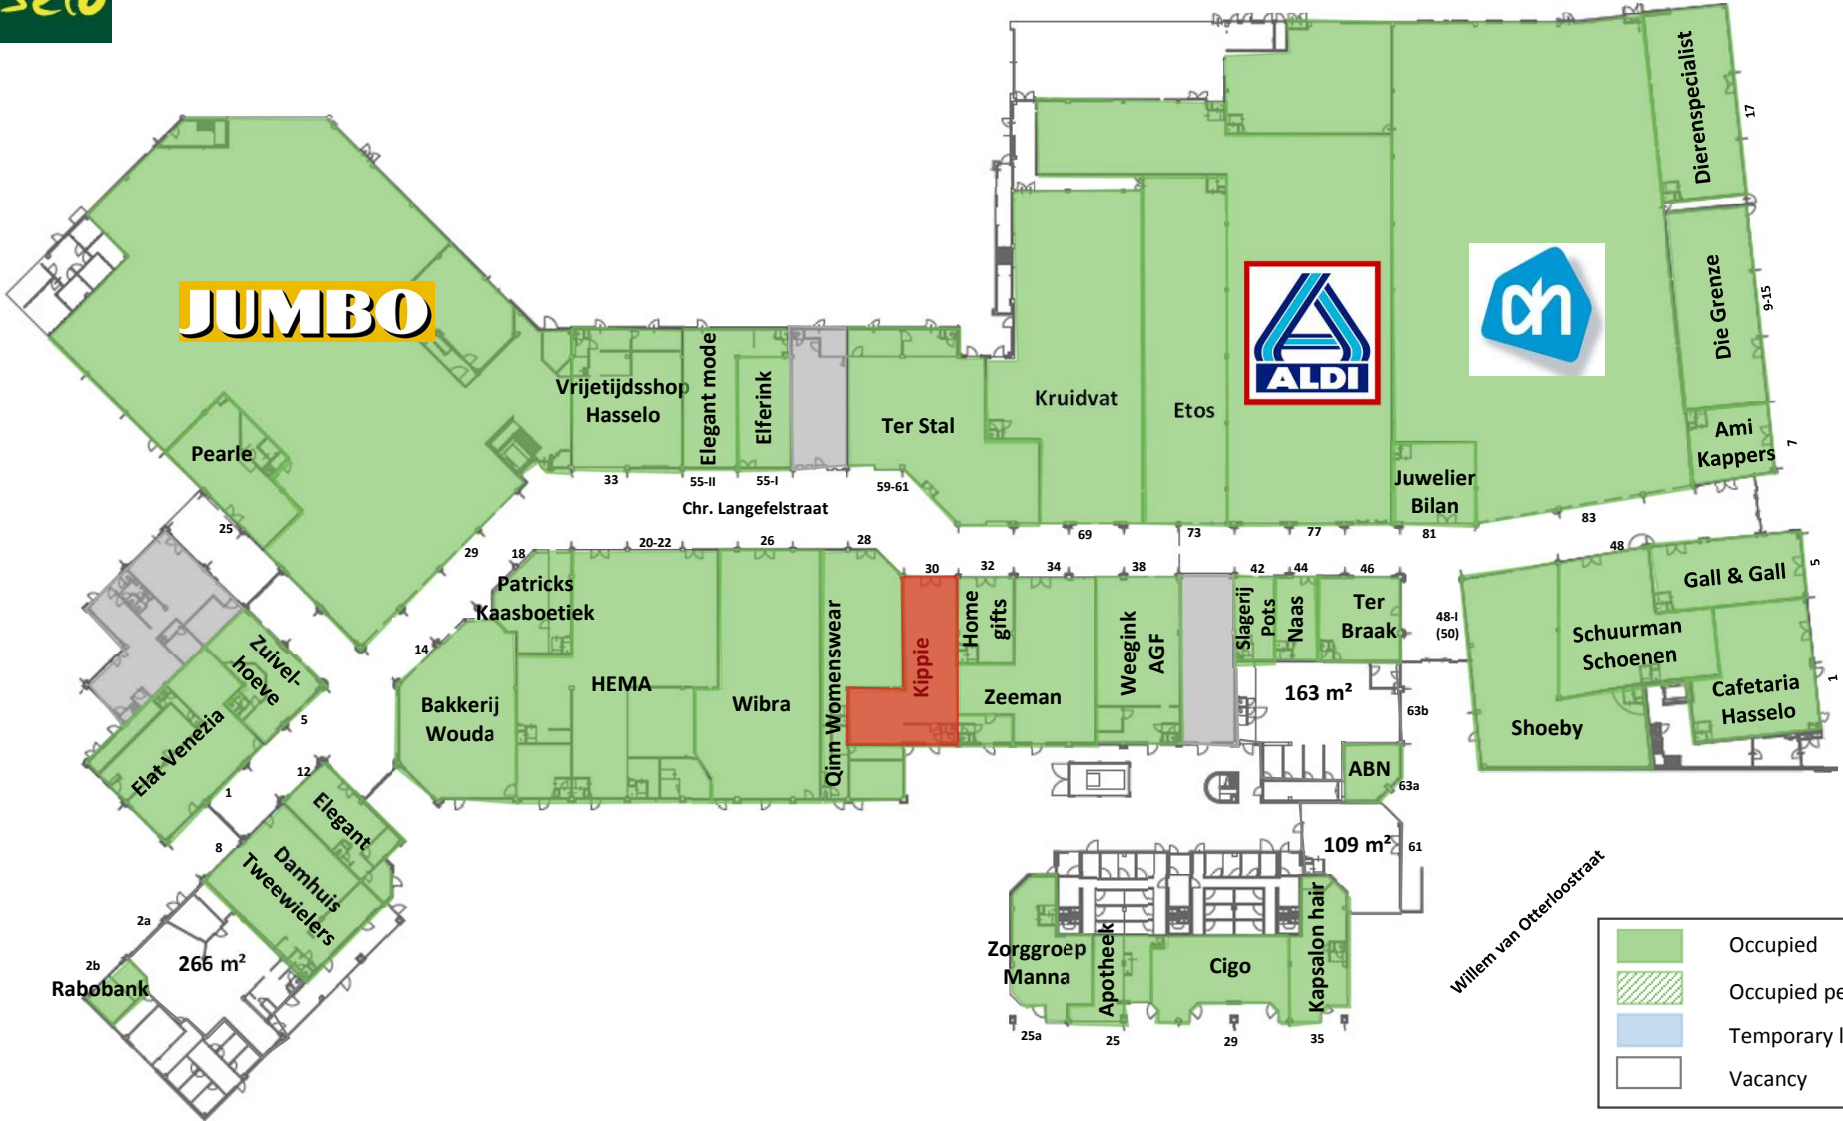 selo
Dierenspecialist
17
JUMBO
ALDI
ah
Die Grenze
9-15
Vrijetijdsshop
Hasselo
Elegant mode
Elferink
Ter Stal
Kruidvat
Etos
Pearle
Juwelier
Bilan
Ami
Kappers
7
33
55-II
55-I
59-61
Chr. Langefelstraat
25
29
69
73
77
81
83
18
20-22
26
28
30
32
34
38
42
44
46
48
5
Patricks
Kaasboetiek
14
HEMA
Wibra
Qinn Womenswear
Kippie
Home
gifts
Zeeman
Weegink
AGF
Slagerij
Pots
Naas
Ter
Braak
48-I
(50)
Gall & Gall
Schuurman
Schoenen
Cafetaria
Hasselo
1
Shoeby
163 m²
63b
ABN
63a
109 m²
61
Zuivel-
hoeve
5
Elat Venezia
1
Bakkerij
Wouda
12
Elegant
8
Damhuis
Tweewielers
2a
266 m²
2b
Rabobank
Zorggroep
Manna
Apotheek
Cigo
Kapsalon hair
25a
25
29
35
Willem van Otterloostraat
Occupied
Occupied pe
Temporary l
Vacancy